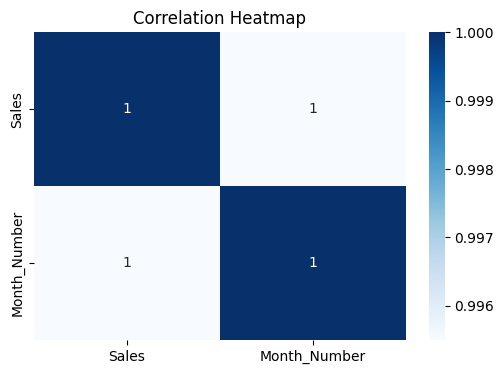 Correlation Heatmap
Sales
Month_Number
1
1
1
1
Sales
Month_Number
1.000
0.999
0.998
0.997
0.996